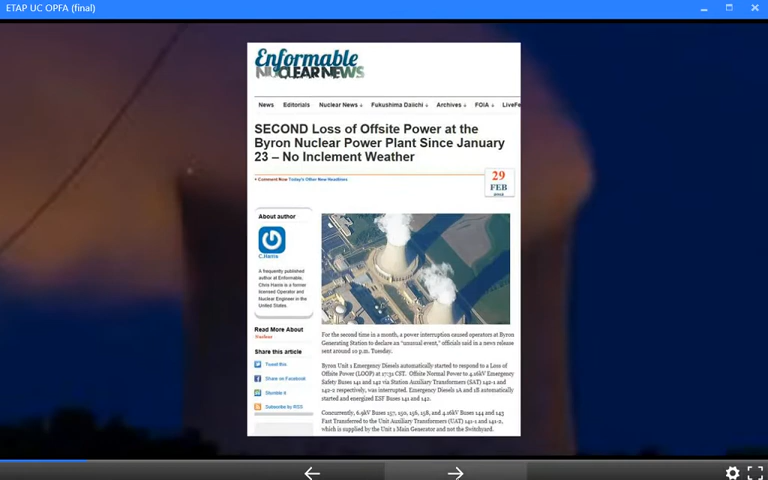 ETAP UC OPFA (final)
Enformable
NUCLEAR NEWS
News Editorials Nuclear News Fukushima Daiichi Archives FOIA LiveFe
SECOND Loss of Offsite Power at the
Byron Nuclear Power Plant Since January
23 – No Inclement Weather
Comment Now Today's Other New Headlines
29
FEB
2012
About author
C.Harris
A frequently published
author at Enformable,
Chris Harris is a former
licensed Operator and
Nuclear Engineer in the
United States.
Read More About
Nuclear
Share this article
Tweet this
Share on Facebook
Stumble it
Subscribe by RSS
For the second time in a month, a power interruption caused operators at Byron
Generating Station to declare an "unusual event," officials said in a news release
sent around 10 p.m. Tuesday.
Byron Unit 1 Emergency Diesels automatically started to respond to a Loss of
Offsite Power (LOOP) at 17:31 CST. Offsite Normal Power to 4.16kV Emergency
Safety Buses 141 and 142 via Station Auxiliary Transformers (SAT) 142-1 and
142-2 respectively, was interrupted. Emergency Diesels 1A and 1B automatically
started and energized ESF Buses 141 and 142.
Concurrently, 6.9kV Buses 157, 159, 156, 158, and 4.16kV Buses 144 and 143
Fast Transferred to the Unit Auxiliary Transformers (UAT) 141-1 and 141-2,
which is supplied by the Unit 1 Main Generator and not the Switchyard.